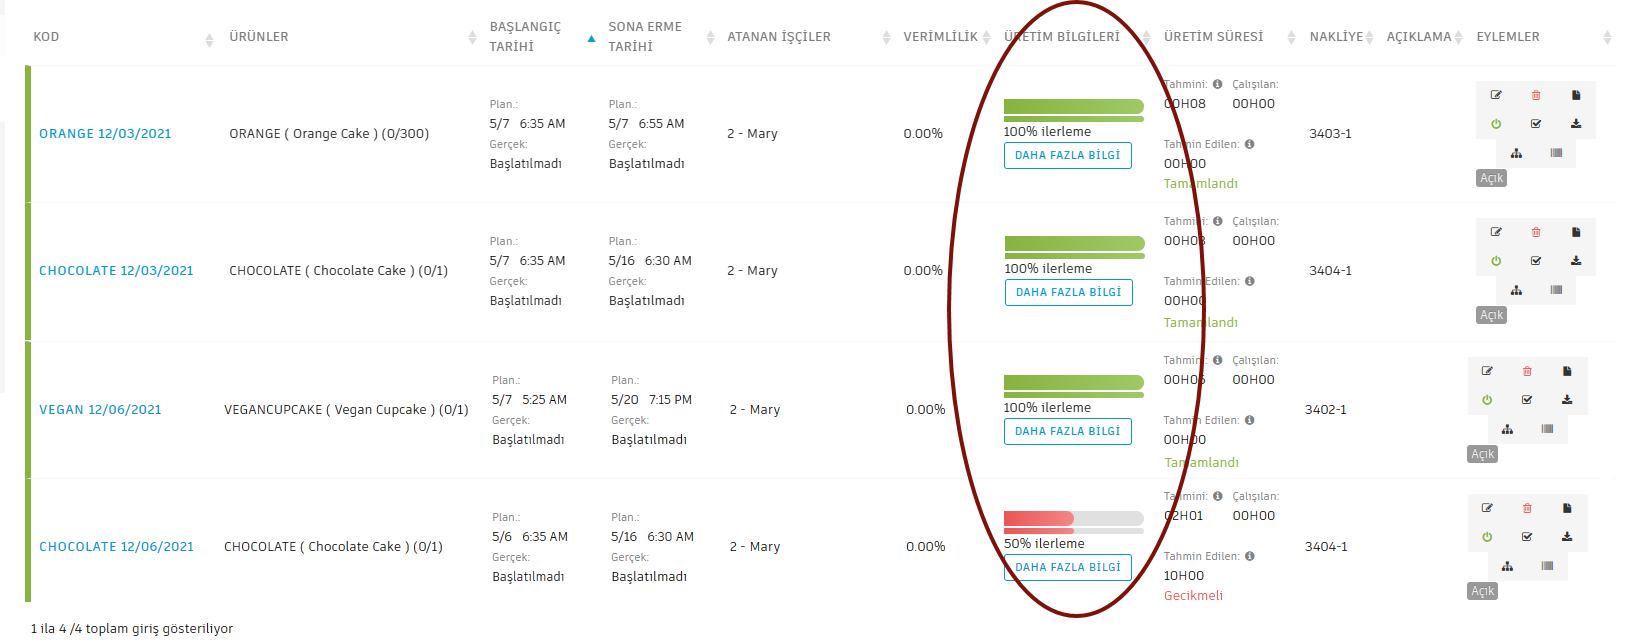 KOD ÜRÜNLER BAŞLANGIÇ TARİHİ SONA ERME TARİHİ ATANAN İŞÇİLER VERİMLİLİK ÜRETİM BİLGİLERİ ÜRETİM SÜRESİ NAKLİYE AÇIKLAMA EYLEMLER
Plan.: Plan.: Tahmini: Çalışılan:
5/7 6:35 AM 5/7 6:55 AM 00H08 00H00
ORANGE 12/03/2021 ORANGE ( Orange Cake ) (0/300) 2 - Mary 0.00% 100% ilerleme 3403-1
Gerçek: Gerçek: Tahmin Edilen:
Başlatılmadı Başlatılmadı DAHA FAZLA BİLGİ 00H00
Tamamlandı
Açık
Plan.: Plan.: Tahmini: Çalışılan:
5/7 6:35 AM 5/16 6:30 AM 00H03 00H00
CHOCOLATE 12/03/2021 CHOCOLATE ( Chocolate Cake ) (0/1) 2 - Mary 0.00% 100% ilerleme 3404-1
Gerçek: Gerçek: Tahmin Edilen:
Başlatılmadı Başlatılmadı DAHA FAZLA BİLGİ 00H00
Tamamlandı
Açık
Plan.: Plan.: Tahmini: Çalışılan:
5/7 5:25 AM 5/20 7:15 PM 00H00
VEGAN 12/06/2021 VEGANCUPCAKE ( Vegan Cupcake ) (0/1) 2 - Mary 0.00% 100% ilerleme 3402-1
Gerçek: Gerçek: Tahmin Edilen:
Başlatılmadı Başlatılmadı DAHA FAZLA BİLGİ 00H00
Tamamlandı
Açık
Plan.: Plan.: Tahmini: Çalışılan:
5/6 6:35 AM 5/16 6:30 AM 02H01 00H00
CHOCOLATE 12/06/2021 CHOCOLATE ( Chocolate Cake ) (0/1) 2 - Mary 0.00% 50% ilerleme 3404-1
Gerçek: Gerçek: Tahmin Edilen:
Başlatılmadı Başlatılmadı DAHA FAZLA BİLGİ 10H00
Gecikmeli
Açık
1 ila 4 /4 toplam giriş gösteriliyor